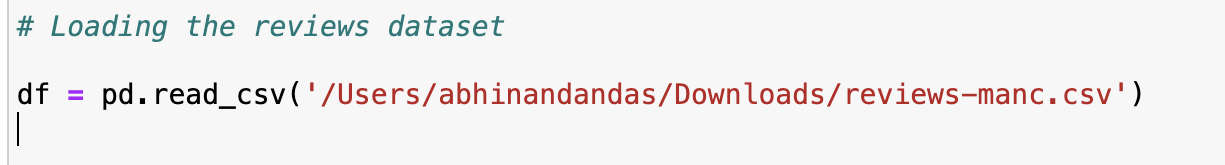 # Loading the reviews dataset
df = pd.read_csv('/Users/abhinandandas/Downloads/reviews-manc.csv')